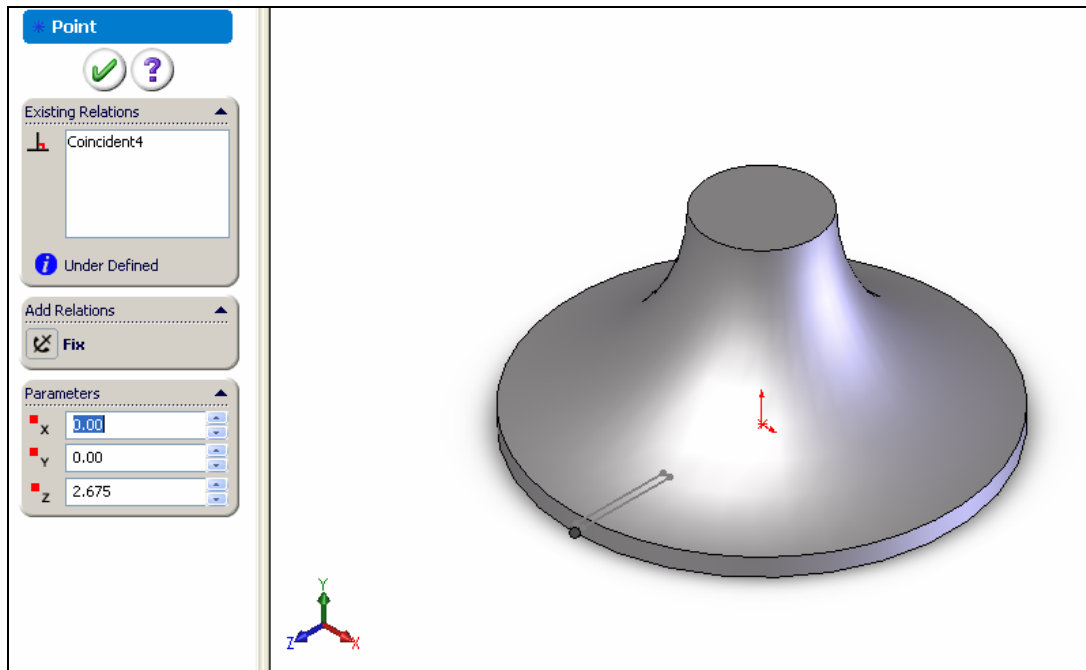 Point
?
Existing Relations
Coincident4
i Under Defined
Add Relations
Fix
Parameters
X 0.00
Y 0.00
Z 2.675
Y
Z X